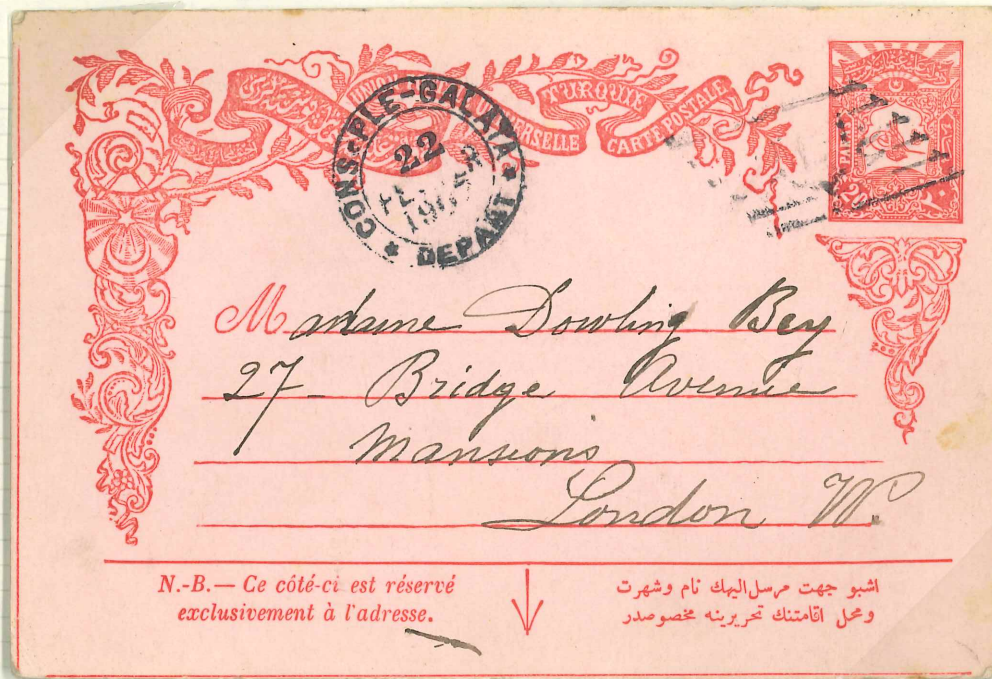 UNION POSTALE UNIVERSELLE
TURQUIE
CARTE POSTALE
CONS-PLE-GALATA
22
DEPART
Madame Dowling Bey
27- Bridge Avenue
Mansions
London W.
N.-B.— Ce côté-ci est réservé
exclusivement à l'adresse.
اشبو جهت مرسل اليهك نام وشهرت
ومحل اقامتنك تحريرينه مخصوصدر